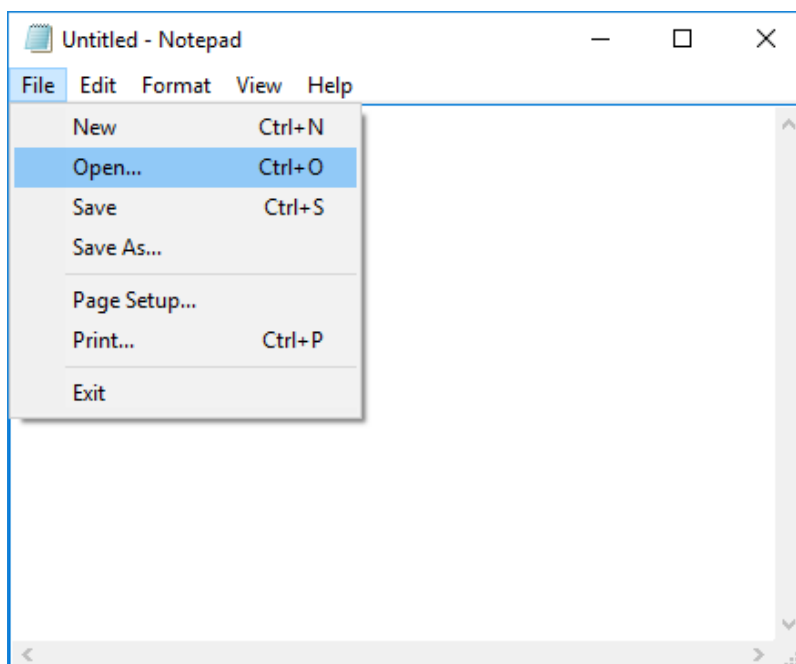 Untitled - Notepad
File Edit Format View Help
New Ctrl+N
Open... Ctrl+O
Save Ctrl+S
Save As...
Page Setup...
Print... Ctrl+P
Exit